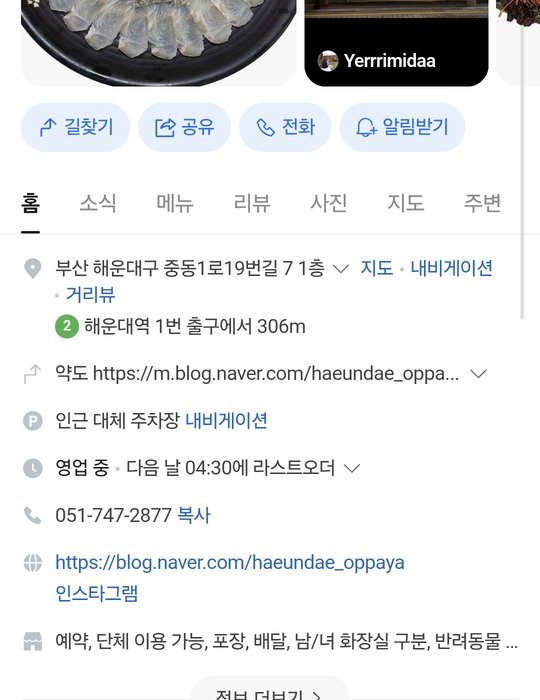 Yerrrimidaa
길찾기 공유 전화 알림받기
홈 소식 메뉴 리뷰 사진 지도 주변
부산 해운대구 중동1로19번길 7 1층 지도 · 내비게이션
· 거리뷰
2 해운대역 1번 출구에서 306m
약도 https://m.blog.naver.com/haeundae_oppa...
P 인근 대체 주차장 내비게이션
영업 중 · 다음 날 04:30에 라스트오더
051-747-2877 복사
https://blog.naver.com/haeundae_oppaya
인스타그램
예약, 단체 이용 가능, 포장, 배달, 남/녀 화장실 구분, 반려동물 ...
정보 더보기